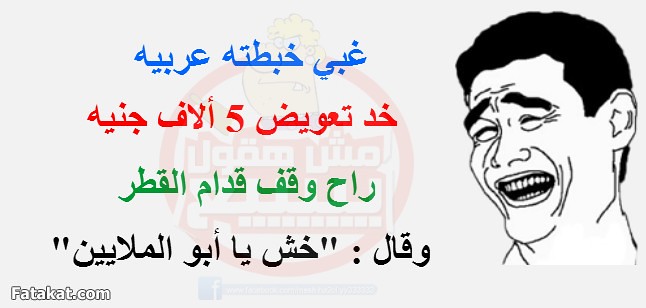 غبي خبطته عربيه
خد تعويض 5 ألاف جنيه
راح وقف قدام القطر
وقال : "خش يا أبو الملايين"
Fatakat.com